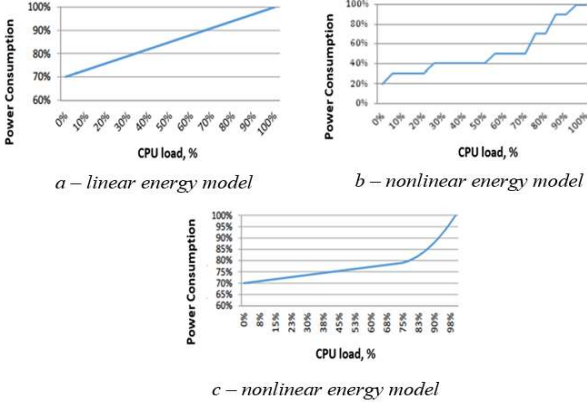 100%
90%
80%
70%
60%
Power Consumption
0% 10% 20% 30% 40% 50% 60% 70% 80% 90% 100%
CPU load, %
a – linear energy model
100%
80%
60%
40%
20%
0%
Power Consumption
0% 10% 20% 30% 40% 50% 60% 70% 80% 90% 100%
CPU load, %
b – nonlinear energy model
100%
95%
90%
85%
80%
75%
70%
65%
60%
Power Consumption
0% 8% 15% 23% 30% 38% 45% 53% 60% 68% 75% 83% 90% 98%
CPU load, %
c – nonlinear energy model